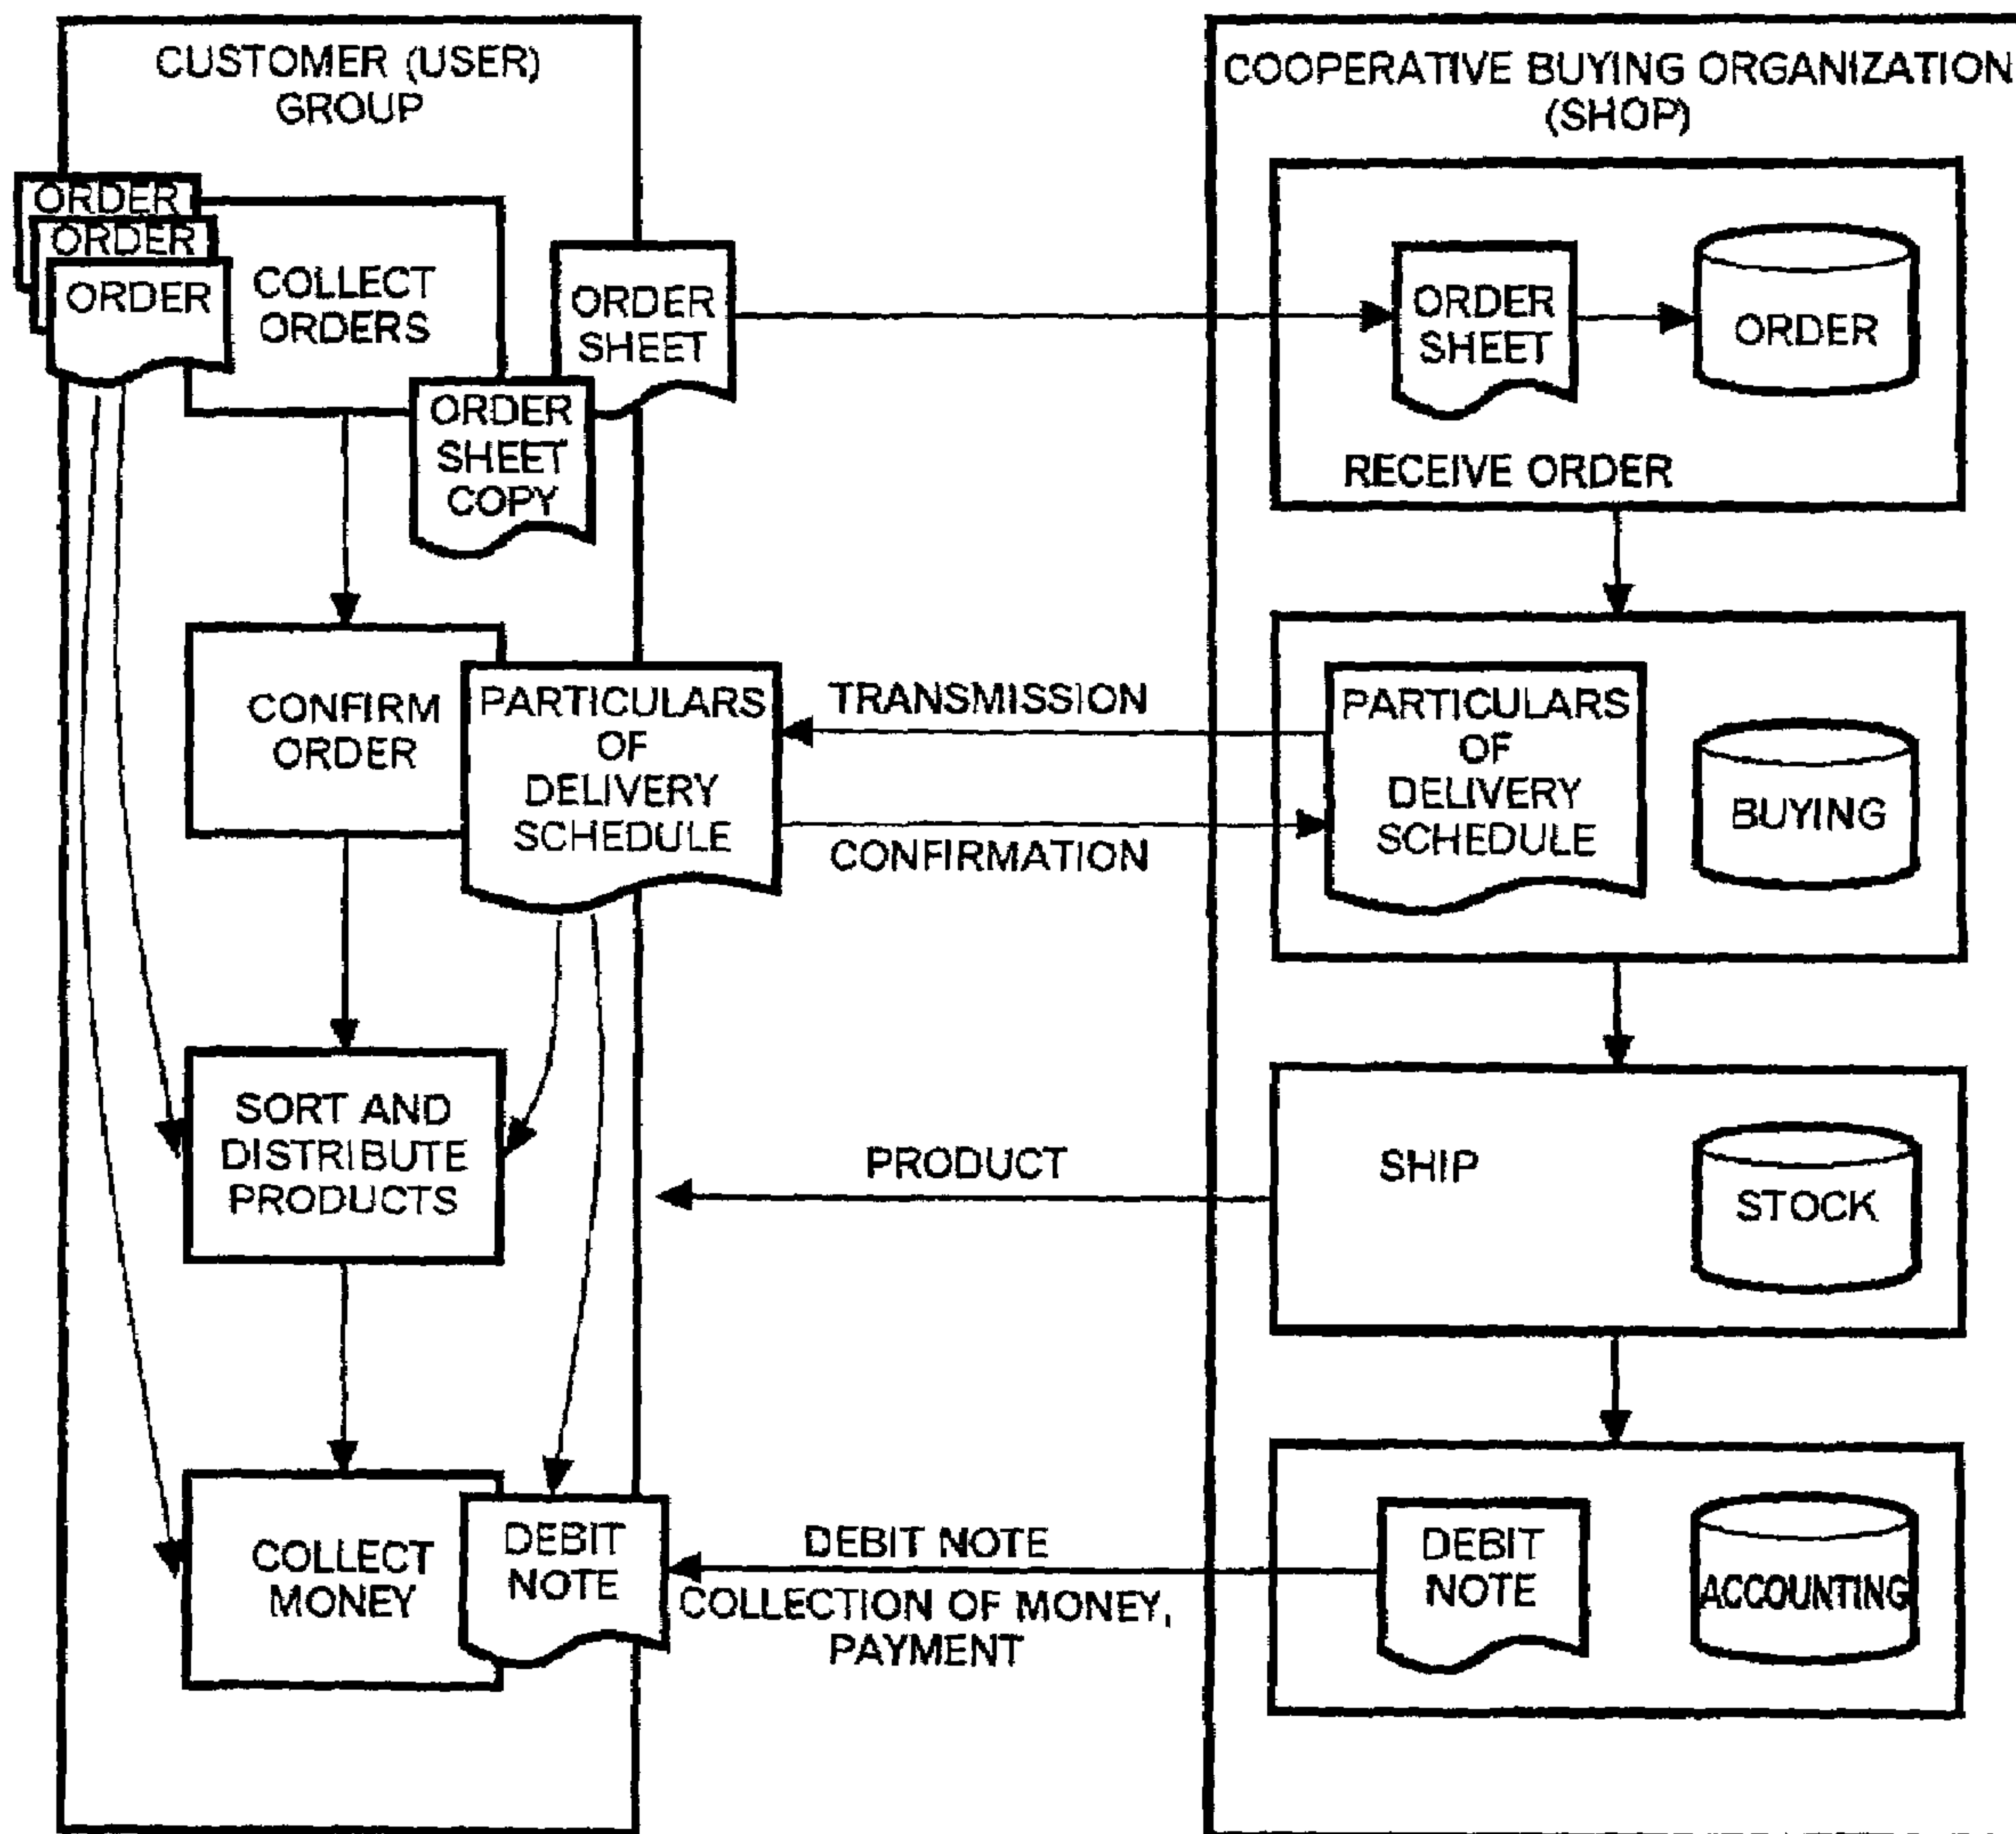 CUSTOMER (USER)
GROUP
ORDER
ORDER
ORDER
COLLECT
ORDERS
ORDER
SHEET
ORDER
SHEET
COPY
CONFIRM
ORDER
PARTICULARS
OF
DELIVERY
SCHEDULE
SORT AND
DISTRIBUTE
PRODUCTS
COLLECT
MONEY
DEBIT
NOTE
TRANSMISSION
CONFIRMATION
PRODUCT
DEBIT NOTE
COLLECTION OF MONEY,
PAYMENT
COOPERATIVE BUYING ORGANIZATION
(SHOP)
ORDER
SHEET
ORDER
RECEIVE ORDER
PARTICULARS
OF
DELIVERY
SCHEDULE
BUYING
SHIP
STOCK
DEBIT
NOTE
ACCOUNTING